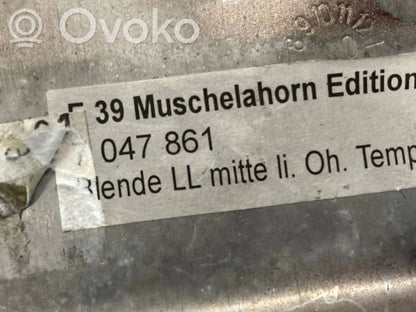 Ovoko
E 39 Muschelahorn Edition
047 861
Blende LL mitte li. Oh. Temp